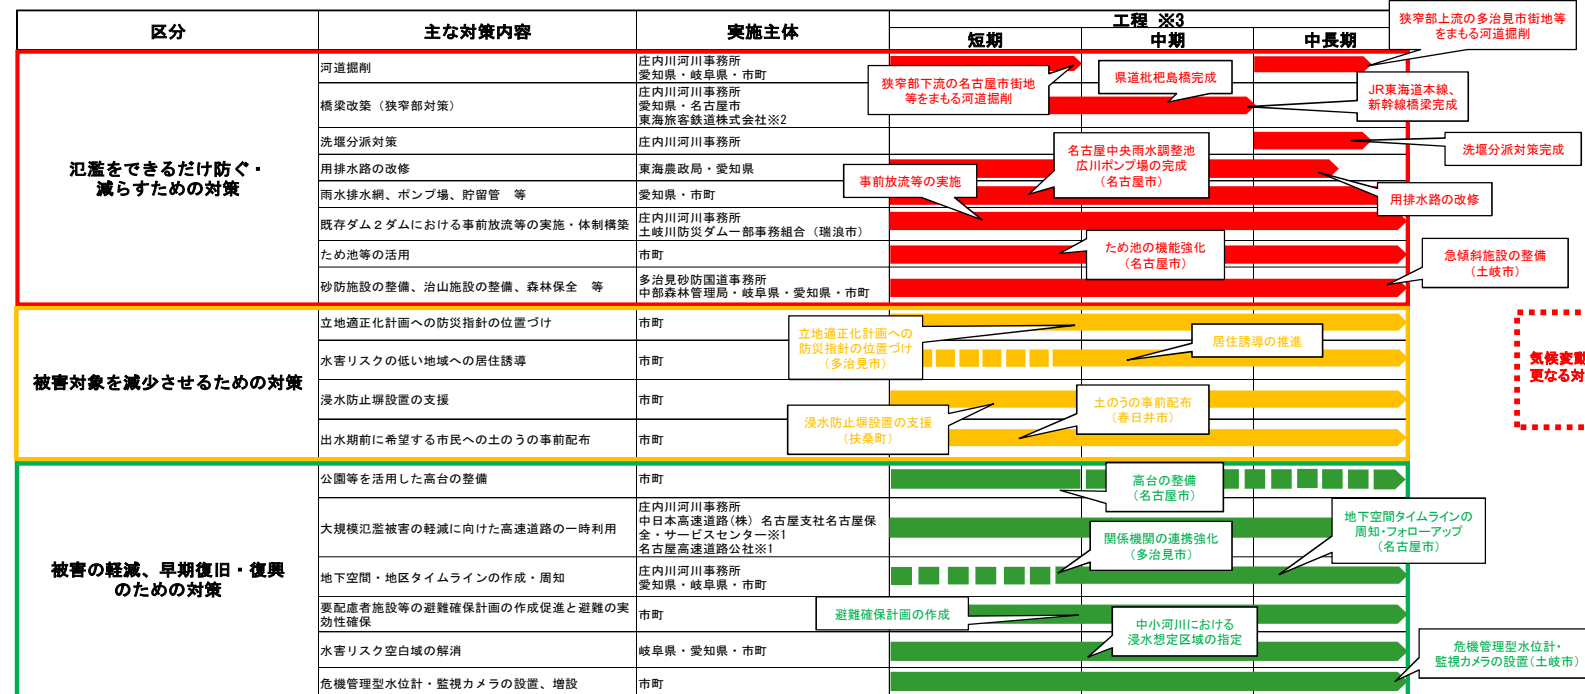 区分
主な対策内容
実施主体
工程 ※3
短期
中期
中長期
氾濫をできるだけ防ぐ・
減らすための対策
河道掘削
庄内川河川事務所
愛知県・岐阜県・市町
狭窄部下流の名古屋市街地
等をまもる河道掘削
狭窄部上流の多治見市街地等
をまもる河道掘削
橋梁改築（狭窄部対策）
庄内川河川事務所
愛知県・名古屋市
東海旅客鉄道株式会社※2
県道枇杷島橋完成
JR東海道本線、
新幹線橋梁完成
洗堰分派対策
庄内川河川事務所
洗堰分派対策完成
用排水路の改修
東海農政局・愛知県
用排水路の改修
雨水排水網、ポンプ場、貯留管　等
愛知県・市町
名古屋中央雨水調整池
広川ポンプ場の完成
（名古屋市）
既存ダム２ダムにおける事前放流等の実施・体制構築
庄内川河川事務所
土岐川防災ダム一部事務組合（瑞浪市）
事前放流等の実施
ため池等の活用
市町
ため池の機能強化
（名古屋市）
砂防施設の整備、治山施設の整備、森林保全　等
多治見砂防国道事務所
中部森林管理局・岐阜県・愛知県・市町
急傾斜施設の整備
（土岐市）
被害対象を減少させるための対策
立地適正化計画への防災指針の位置づけ
市町
立地適正化計画への
防災指針の位置づけ
（多治見市）
水害リスクの低い地域への居住誘導
市町
居住誘導の推進
浸水防止塀設置の支援
市町
浸水防止塀設置の支援
（扶桑町）
出水期前に希望する市民への土のうの事前配布
市町
土のうの事前配布
（春日井市）
気候変動
更なる対
被害の軽減、早期復旧・復興
のための対策
公園等を活用した高台の整備
市町
高台の整備
（名古屋市）
大規模氾濫被害の軽減に向けた高速道路の一時利用
庄内川河川事務所
中日本高速道路(株) 名古屋支社名古屋保
全・サービスセンター※1
名古屋高速道路公社※1
地下空間・地区タイムラインの作成・周知
庄内川河川事務所
愛知県・岐阜県・市町
関係機関の連携強化
（多治見市）
地下空間タイムラインの
周知・フォローアップ
（名古屋市）
要配慮者施設等の避難確保計画の作成促進と避難の実
効性確保
市町
避難確保計画の作成
水害リスク空白域の解消
岐阜県・愛知県・市町
中小河川における
浸水想定区域の指定
危機管理型水位計・監視カメラの設置、増設
市町
危機管理型水位計・
監視カメラの設置（土岐市）